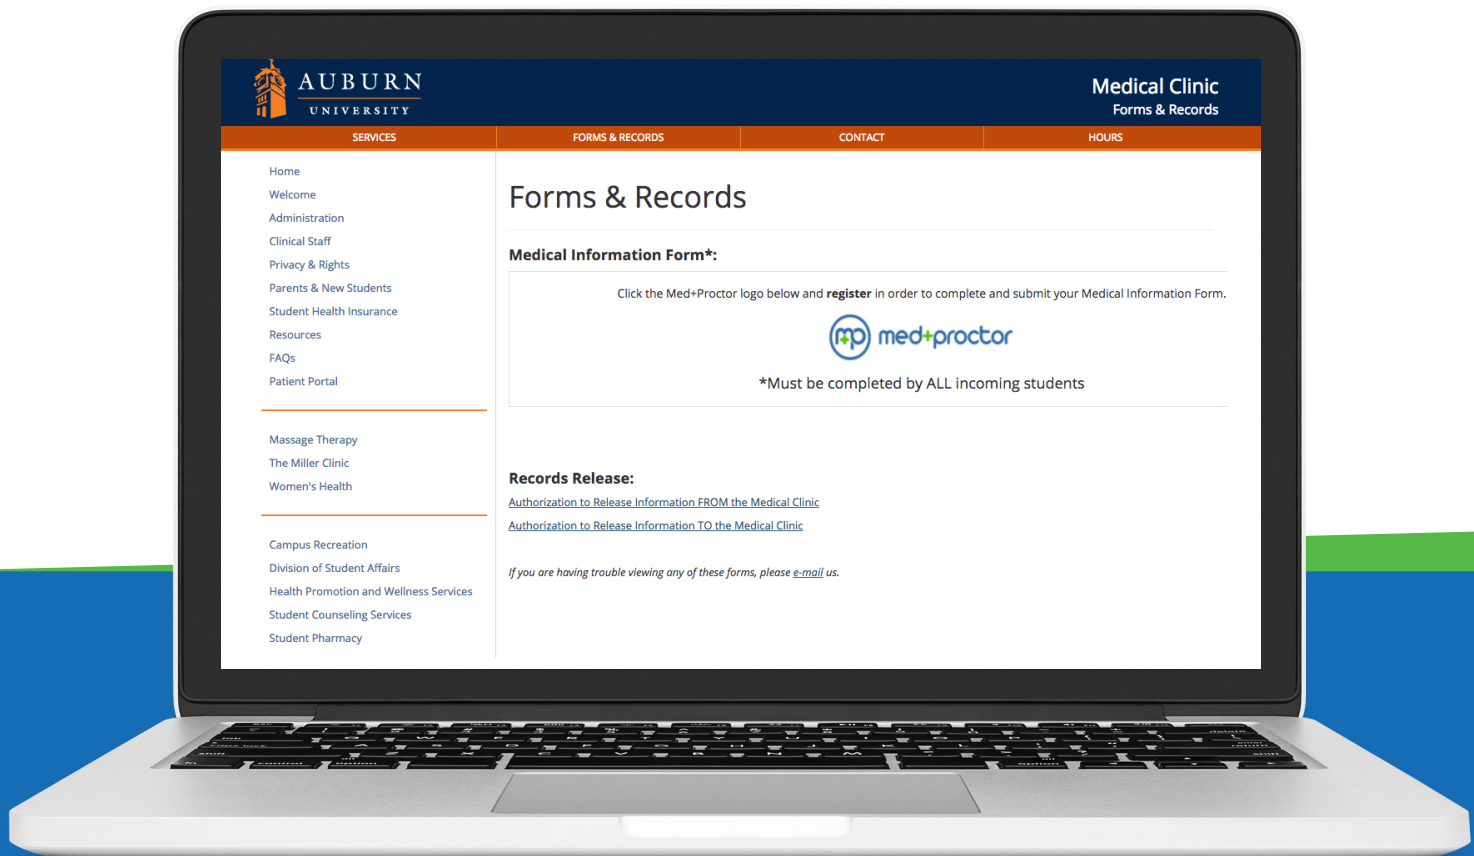 AUBURN
UNIVERSITY
Medical Clinic
Forms & Records
SERVICES
FORMS & RECORDS
CONTACT
HOURS
Home
Welcome
Administration
Clinical Staff
Privacy & Rights
Parents & New Students
Student Health Insurance
Resources
FAQs
Patient Portal
Massage Therapy
The Miller Clinic
Women's Health
Campus Recreation
Division of Student Affairs
Health Promotion and Wellness Services
Student Counseling Services
Student Pharmacy
Forms & Records
Medical Information Form*:
Click the Med+Proctor logo below and register in order to complete and submit your Medical Information Form.
mp med+proctor
*Must be completed by ALL incoming students
Records Release:
Authorization to Release Information FROM the Medical Clinic
Authorization to Release Information TO the Medical Clinic
If you are having trouble viewing any of these forms, please e-mail us.